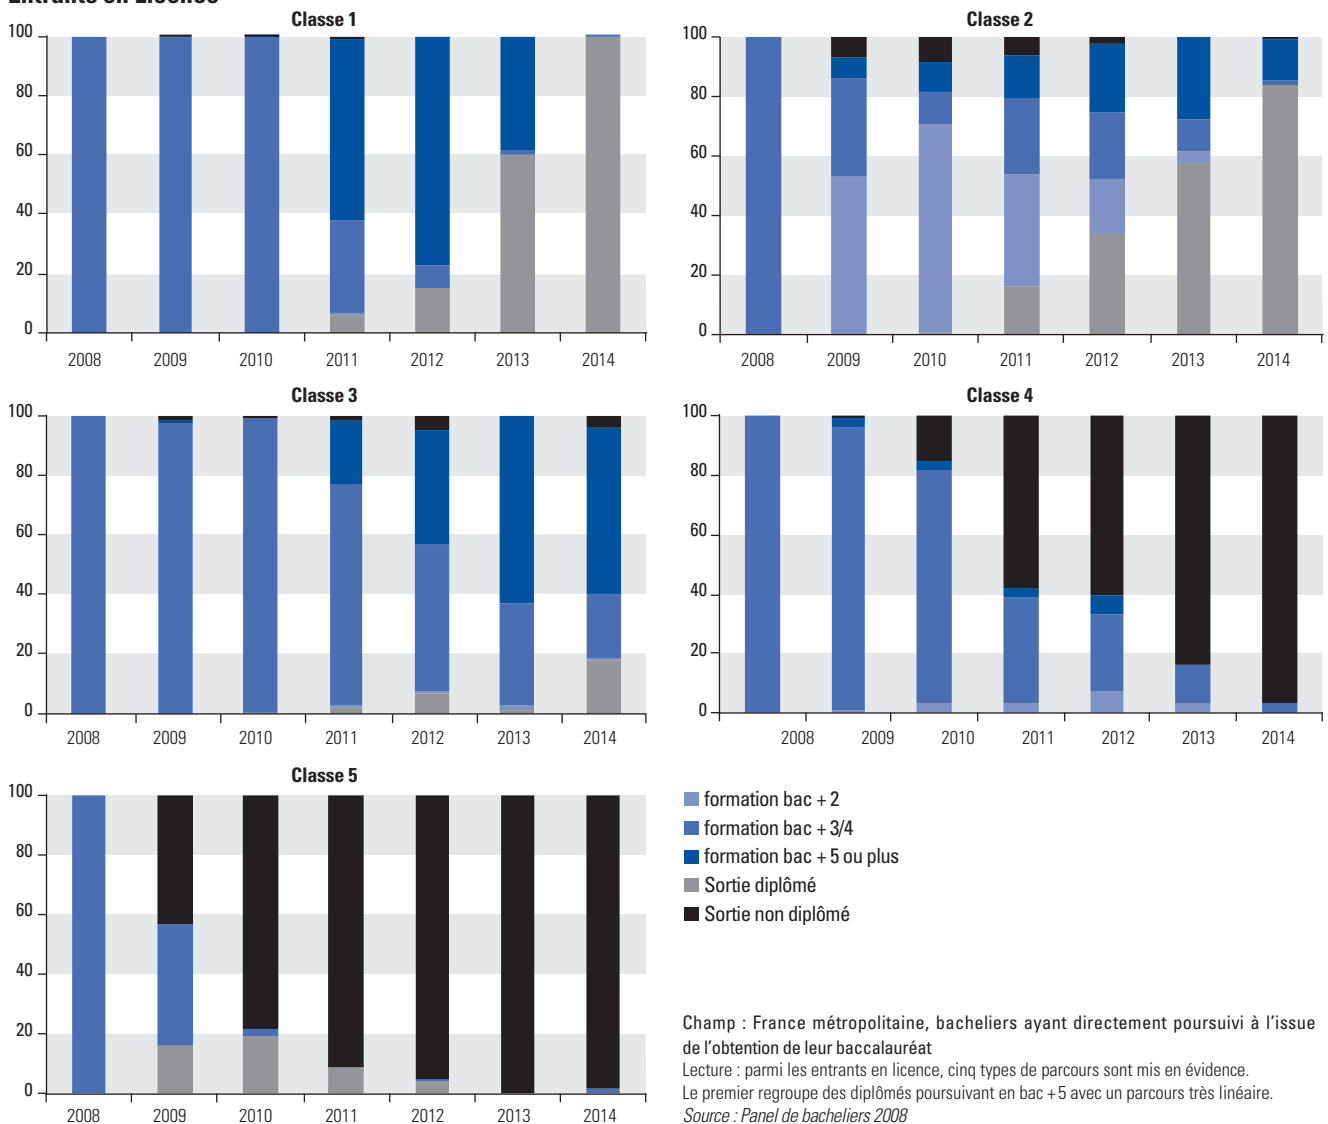 Entrants en Licence
Classe 1
100
80
60
40
20
0
2008 2009 2010 2011 2012 2013 2014
Classe 2
100
80
60
40
20
0
2008 2009 2010 2011 2012 2013 2014
Classe 3
100
80
60
40
20
0
2008 2009 2010 2011 2012 2013 2014
Classe 4
100
80
60
40
20
0
2008 2009 2010 2011 2012 2013 2014
Classe 5
100
80
60
40
20
0
2008 2009 2010 2011 2012 2013 2014
formation bac + 2
formation bac + 3/4
formation bac + 5 ou plus
Sortie diplômé
Sortie non diplômé
Champ : France métropolitaine, bacheliers ayant directement poursuivi à l'issue
de l'obtention de leur baccalauréat
Lecture : parmi les entrants en licence, cinq types de parcours sont mis en évidence.
Le premier regroupe des diplômés poursuivant en bac + 5 avec un parcours très linéaire.
Source : Panel de bacheliers 2008